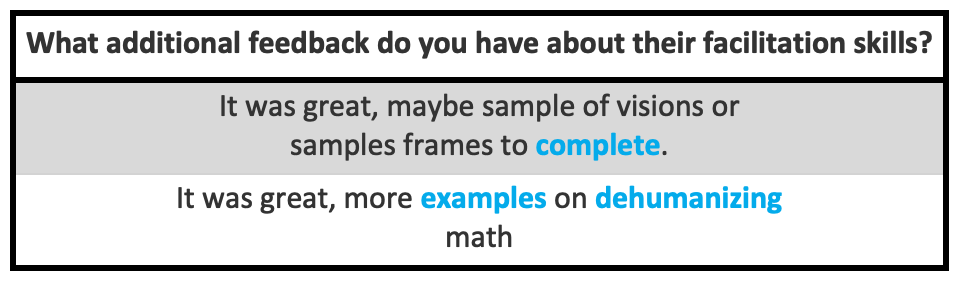 What additional feedback do you have about their facilitation skills?
It was great, maybe sample of visions or
samples frames to complete.
It was great, more examples on dehumanizing
math